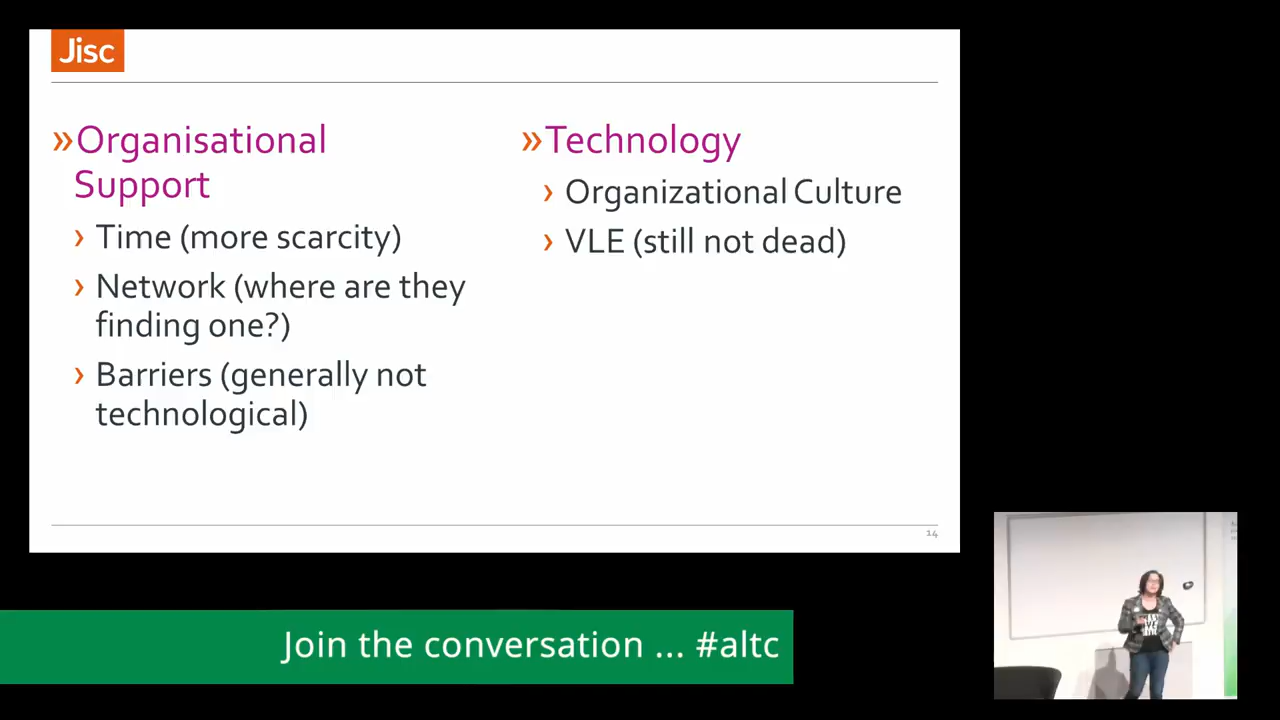 Jisc
»Organisational
Support
› Time (more scarcity)
› Network (where are they
finding one?)
› Barriers (generally not
technological)
»Technology
› Organizational Culture
› VLE (still not dead)
14
Join the conversation ... #altc